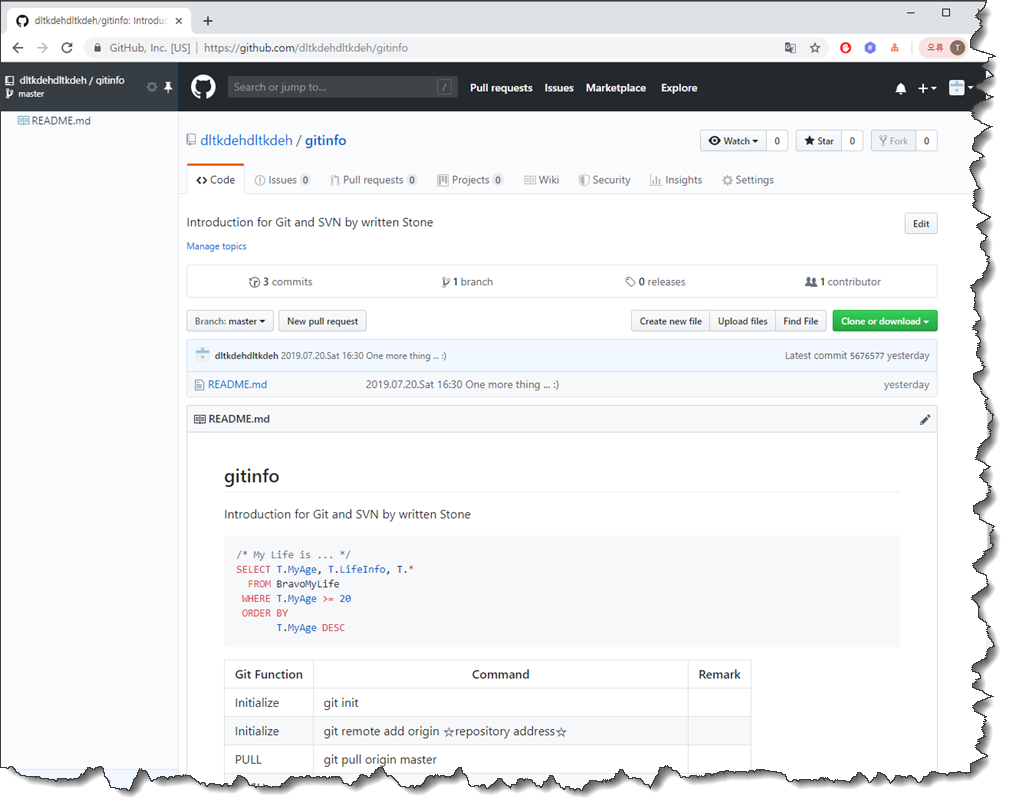 dltkdehdltkdeh/gitinfo: Introduc
GitHub, Inc. [US] | https://github.com/dltkdehdltkdeh/gitinfo
오류 T
dltkdehdltkdeh / gitinfo
master
README.md
Search or jump to... /
Pull requests Issues Marketplace Explore
dltkdehdltkdeh / gitinfo
Watch 0 Star 0 Fork 0
Code Issues 0 Pull requests 0 Projects 0 Wiki Security Insights Settings
Introduction for Git and SVN by written Stone
Edit
Manage topics
3 commits 1 branch 0 releases 1 contributor
Branch: master New pull request Create new file Upload files Find File Clone or download
dltkdehdltkdeh 2019.07.20.Sat 16:30 One more thing ... :) Latest commit 5676577 yesterday
README.md 2019.07.20.Sat 16:30 One more thing ... :) yesterday
README.md
gitinfo
Introduction for Git and SVN by written Stone
/* My Life is ... */
SELECT T.MyAge, T.LifeInfo, T.*
FROM BravoMyLife
WHERE T.MyAge >= 20
ORDER BY
T.MyAge DESC
Git Function Command Remark
Initialize git init
Initialize git remote add origin ☆repository address☆
PULL git pull origin master